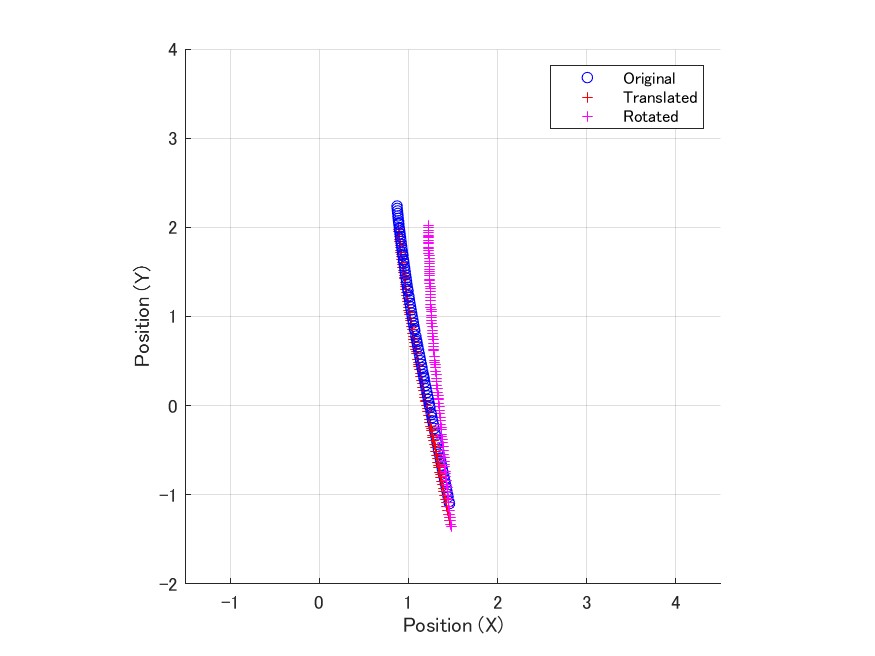 4
3
2
1
0
−1
−2
−1
0
1
2
3
4
Position (X)
Position (Y)
Original
Translated
Rotated